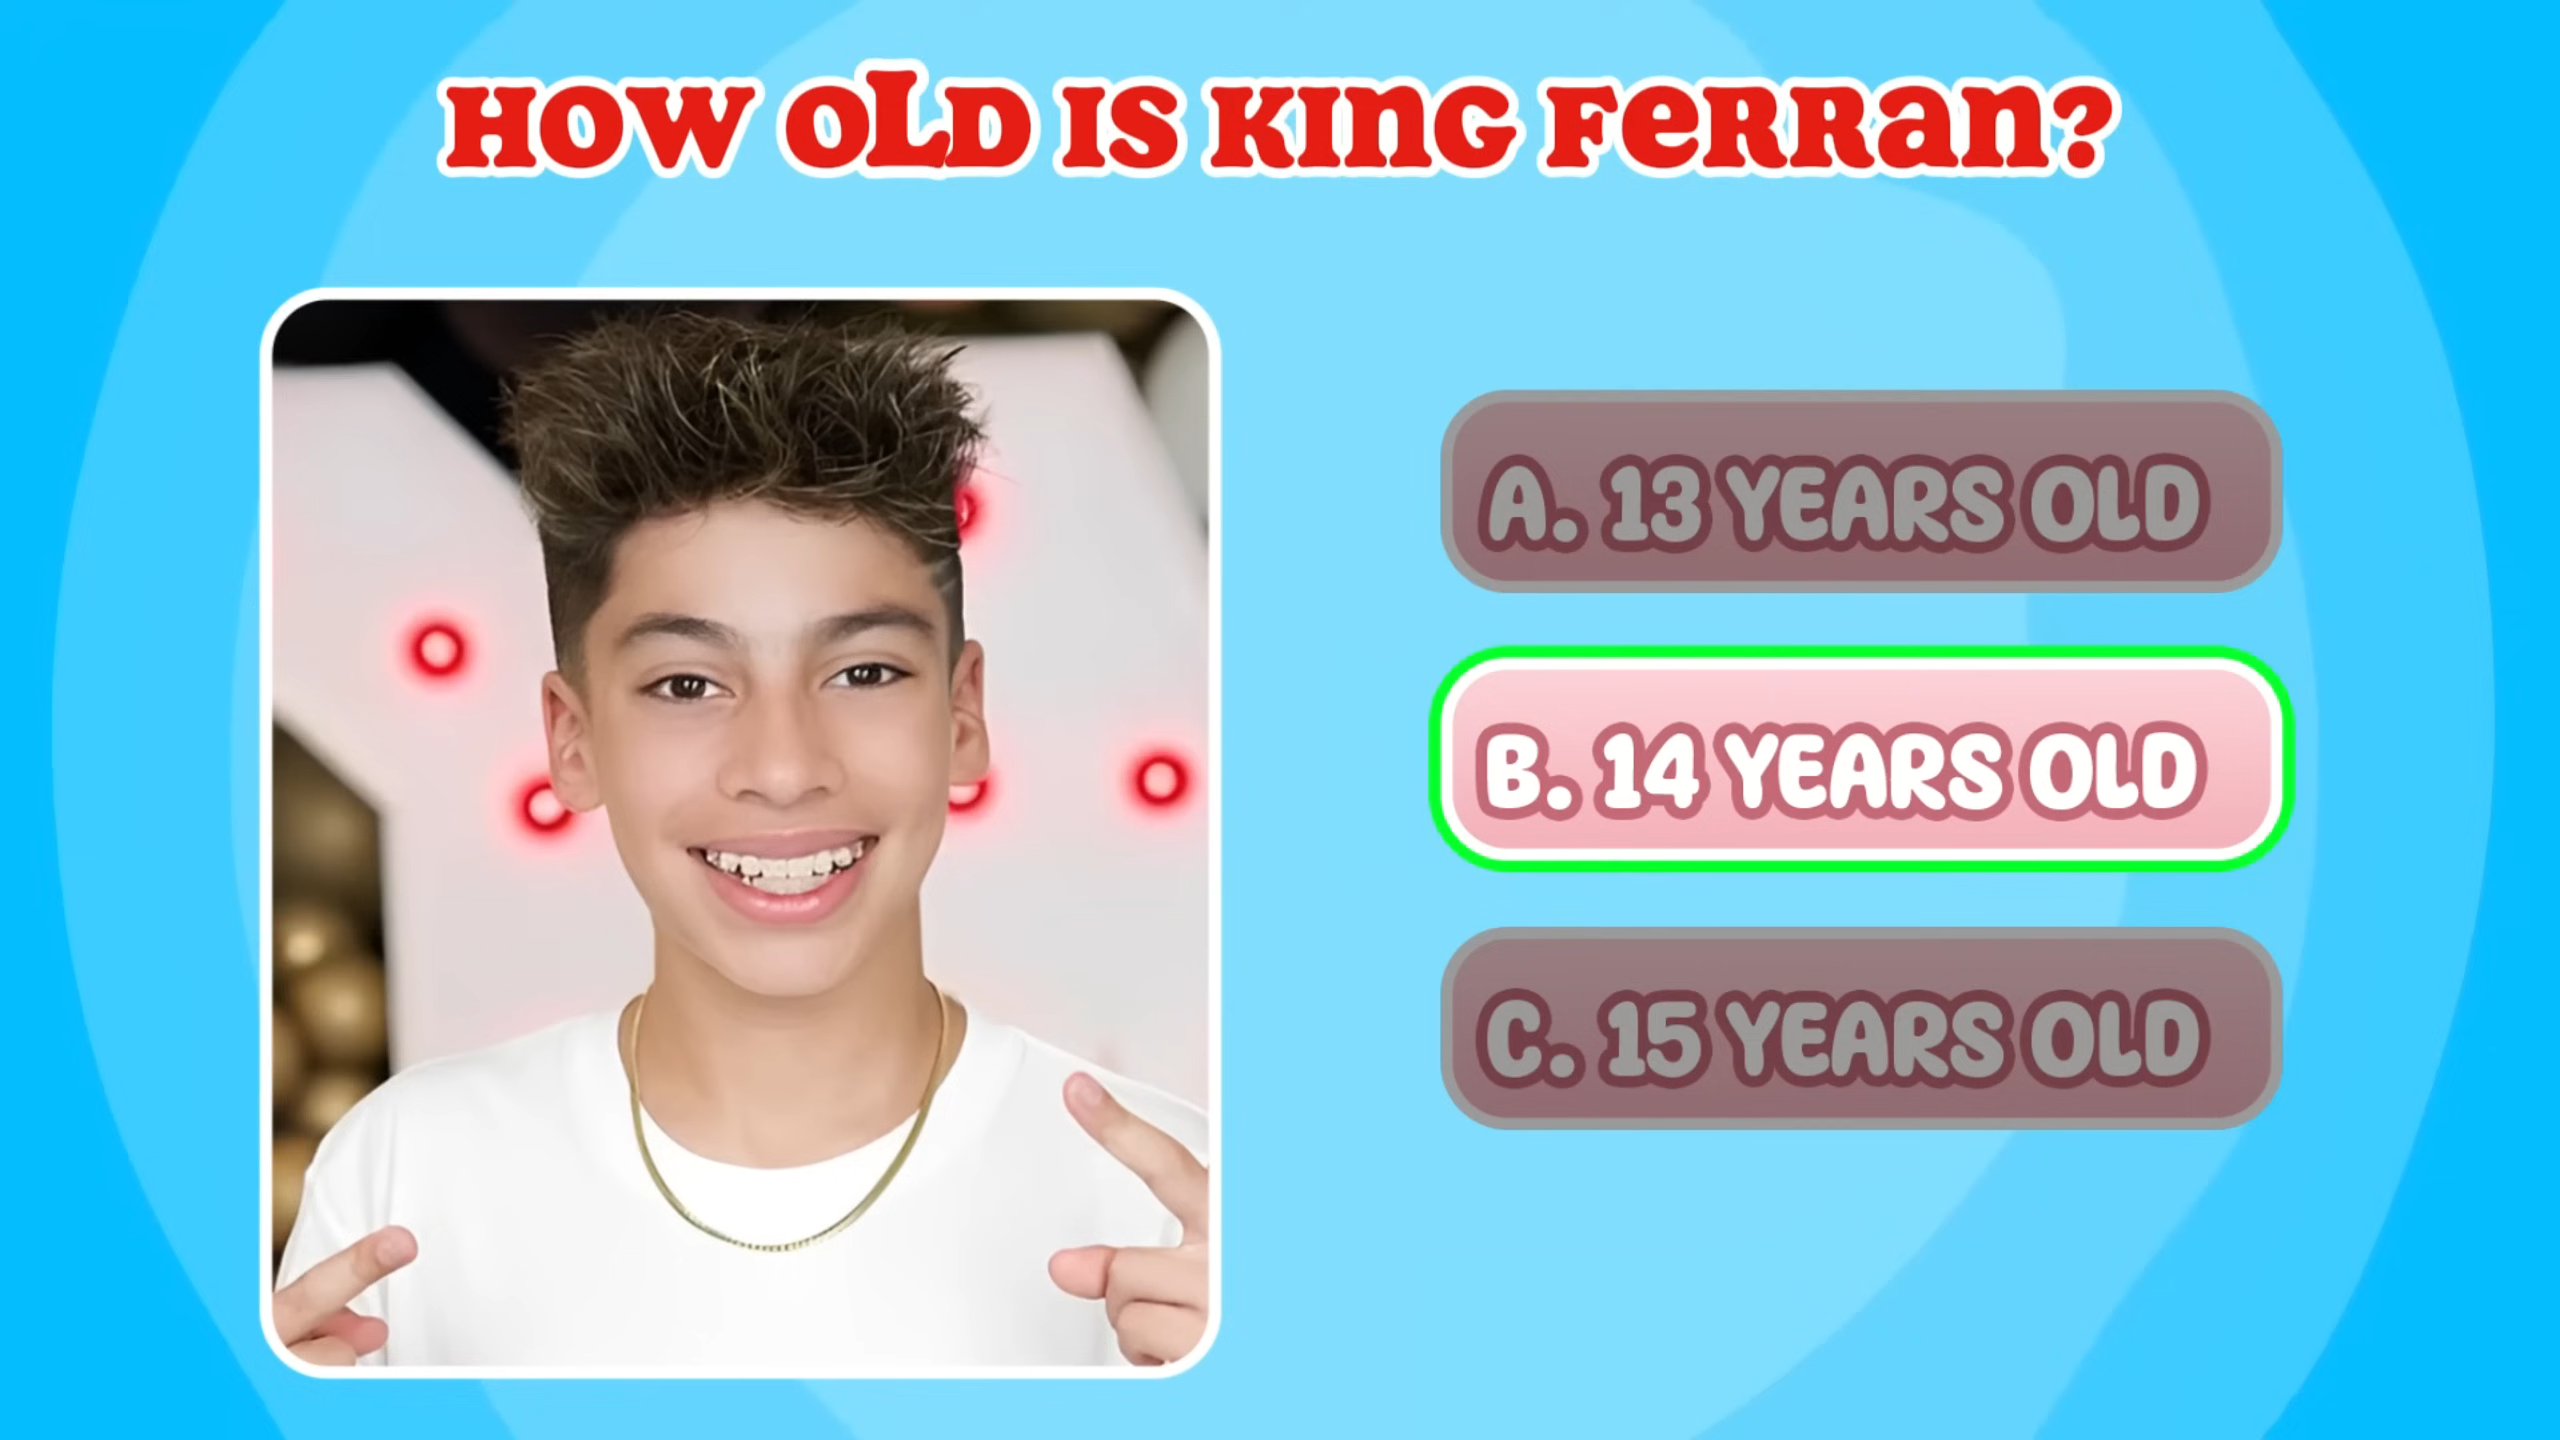 HOW OLD IS KING FERRAN?
A. 13 YEARS OLD
B. 14 YEARS OLD
C. 15 YEARS OLD